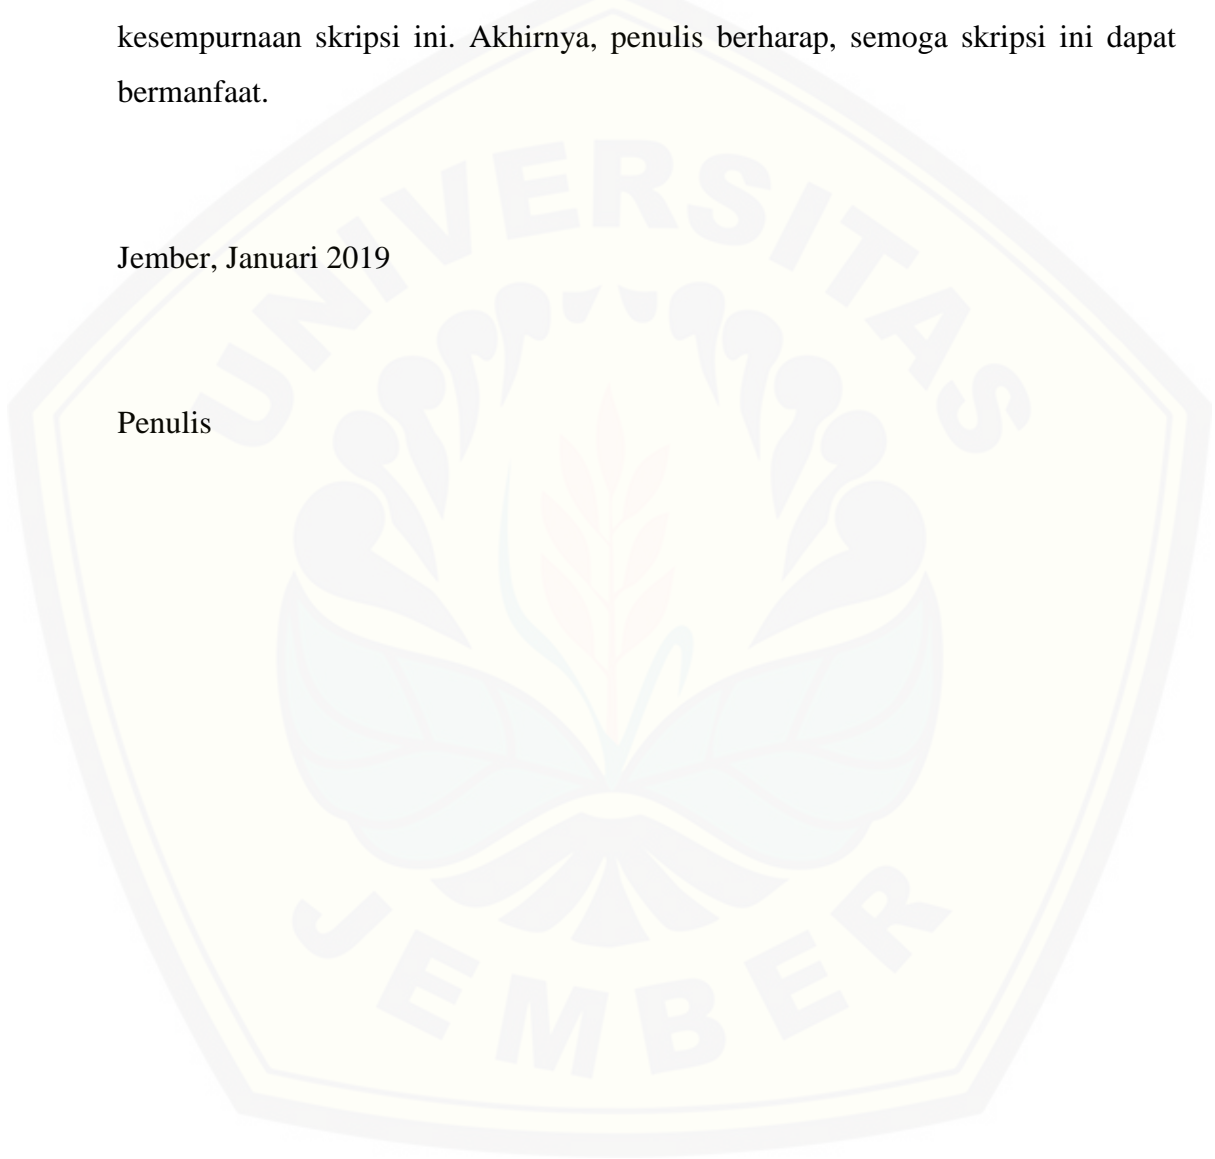 kesempurnaan skripsi ini. Akhirnya, penulis berharap, semoga skripsi ini dapat
bermanfaat.
UNIVERSITAS
Jember, Januari 2019
Penulis
JEMBER